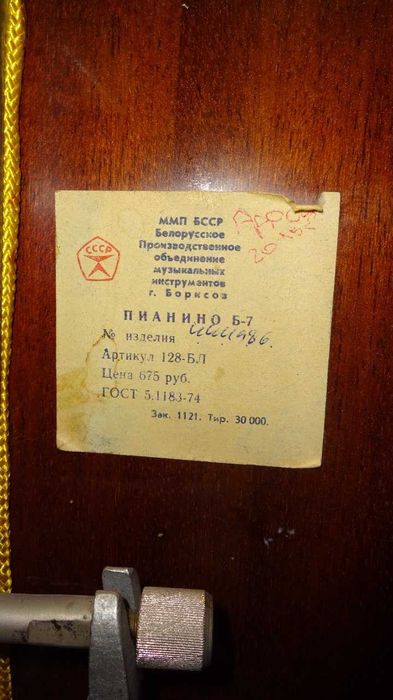 СССР
ММП БССР
Белорусское
Производственное
объединение
музыкальных
инструментов
г. Борисов
ПИАНИНО Б-7
№ изделия
Артикул 128-БЛ
Цена 675 руб.
ГОСТ 5.1183-74
Зак. 1121. Тир. 30 000.